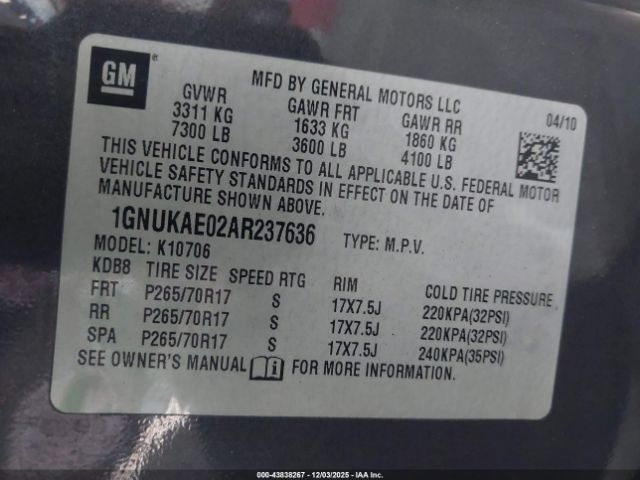 GM
MFD BY GENERAL MOTORS LLC
04/10
GVWR GAWR FRT GAWR RR
3311 KG 1633 KG 1860 KG
7300 LB 3600 LB 4100 LB
THIS VEHICLE CONFORMS TO ALL APPLICABLE U.S. FEDERAL MOTOR
VEHICLE SAFETY STANDARDS IN EFFECT ON THE DATE OF
MANUFACTURE SHOWN ABOVE.
1GNUKAE02AR237636 TYPE: M.P.V.
MODEL: K10706
KDB8 TIRE SIZE SPEED RTG RIM COLD TIRE PRESSURE
FRT P265/70R17 S 17X7.5J 220KPA(32PSI)
RR P265/70R17 S 17X7.5J 220KPA(32PSI)
SPA P265/70R17 S 17X7.5J 240KPA(35PSI)
SEE OWNER'S MANUAL FOR MORE INFORMATION.
000-43838267 - 12/03/2025 - IAA Inc.